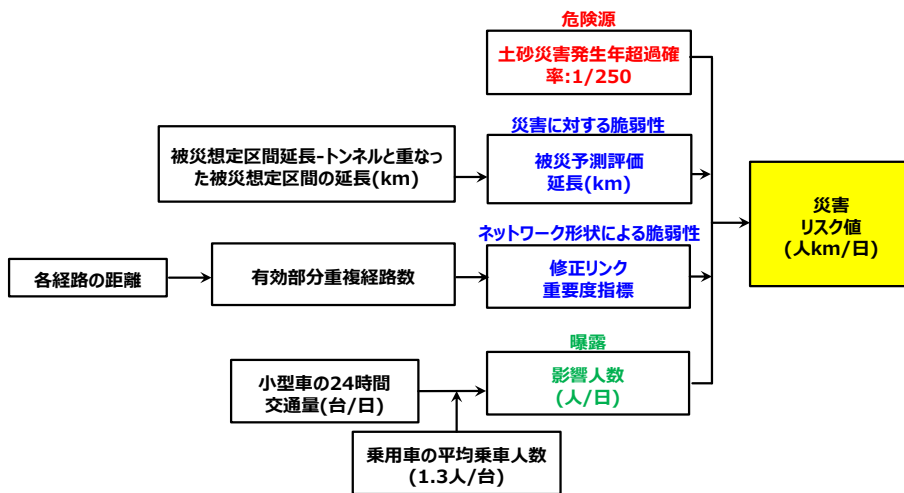 危険源
土砂災害発生年超過確
率:1/250
災害に対する脆弱性
被災想定区間延長-トンネルと重なっ
た被災想定区間の延長(km)
被災予測評価
延長(km)
災害
リスク値
(人km/日)
ネットワーク形状による脆弱性
各経路の距離
有効部分重複経路数
修正リンク
重要度指標
曝露
小型車の24時間
交通量(台/日)
影響人数
(人/日)
乗用車の平均乗車人数
(1.3人/台)